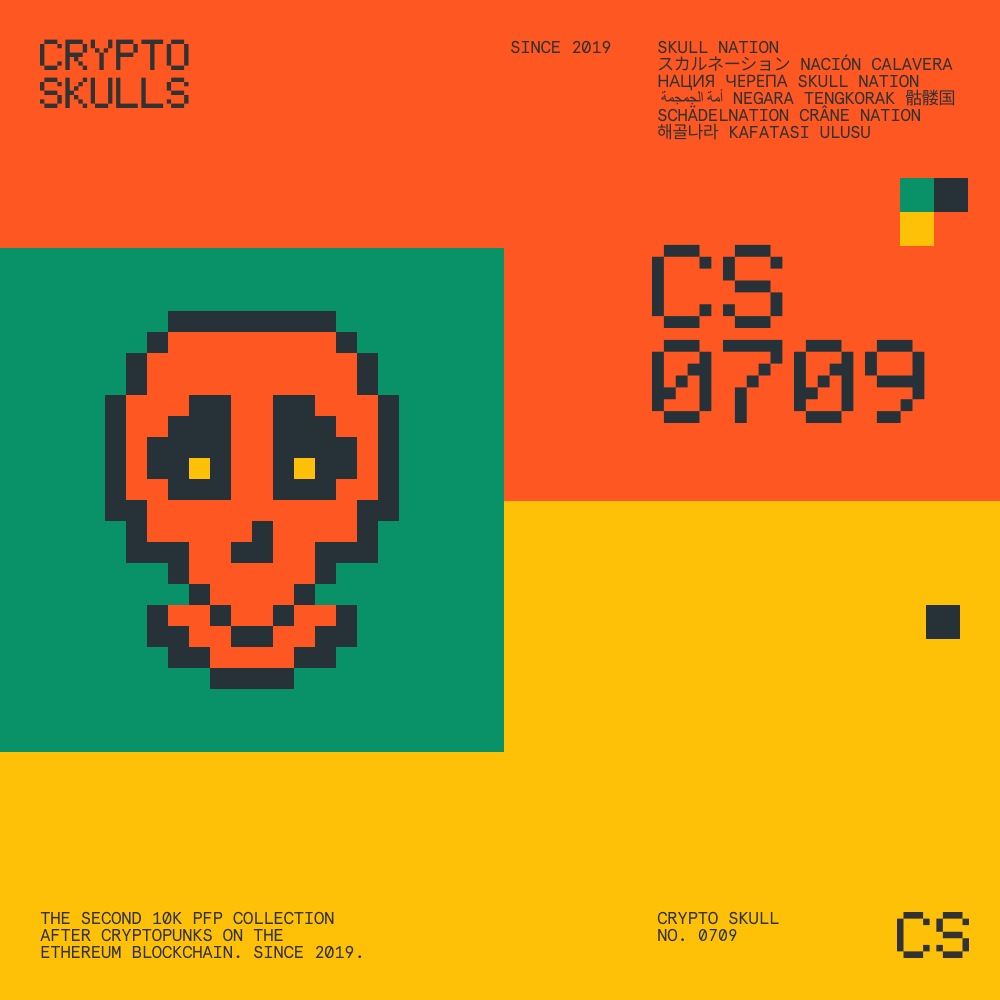 CRYPTO
SKULLS
SINCE 2019
SKULL NATION
スカルネーション NACIÓN CALAVERA
НАЦИЯ ЧЕРЕПА SKULL NATION
أمة الجمجمة NEGARA TENGKORAK 骷髅国
SCHÄDELNATION CRÂNE NATION
해골나라 KAFATASI ULUSU
CS
0709
THE SECOND 10K PFP COLLECTION
AFTER CRYPTOPUNKS ON THE
ETHEREUM BLOCKCHAIN. SINCE 2019.
CRYPTO SKULL
NO. 0709
CS